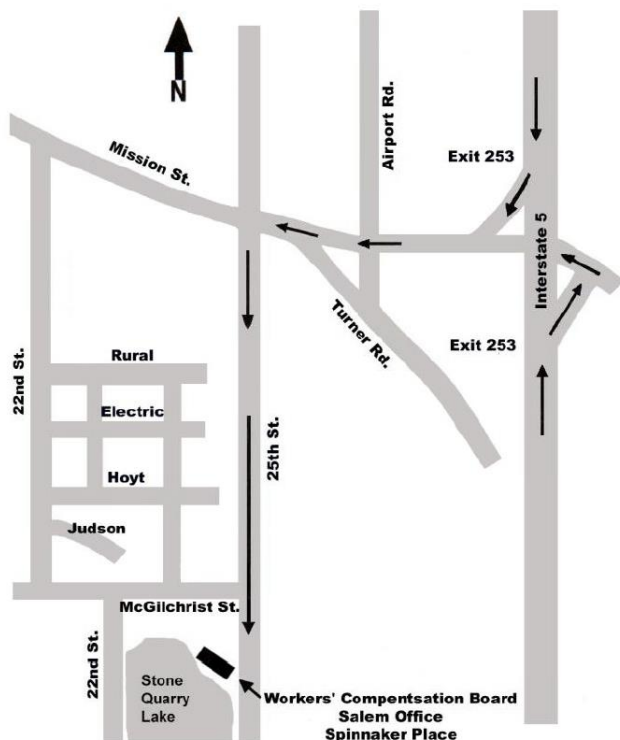 N
Mission St.
Airport Rd.
Exit 253
Interstate 5
Turner Rd.
Exit 253
22nd St.
Rural
Electric
25th St.
Hoyt
Judson
McGilchrist St.
22nd St.
Stone
Quarry
Lake
Workers' Compentsation Board
Salem Office
Spinnaker Place